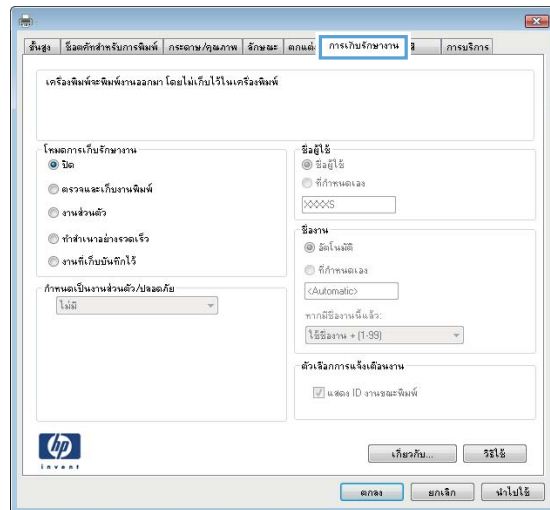 ขั้นสูง ช็อตคัทสำหรับการพิมพ์ กระดาษ/คุณภาพ ลักษณะ ตกแต่ง การเก็บรักษางาน สี การบริการ
เครื่องพิมพ์จะพิมพ์งานออกมา โดยไม่เก็บไว้ในเครื่องพิมพ์
โหมดการเก็บรักษางาน
ปิด
ตรวจและเก็บงานพิมพ์
งานส่วนตัว
ทำสำเนาอย่างรวดเร็ว
งานที่เก็บบันทึกไว้
กำหนดเป็นงานส่วนตัว/ปลอดภัย
ไม่มี
ชื่อผู้ใช้
ชื่อผู้ใช้
ที่กำหนดเอง
XXXXS
ชื่องาน
อัตโนมัติ
ที่กำหนดเอง
<Automatic>
หากมีชื่องานนี้แล้ว:
ใช้ชื่องาน + (1-99)
ตัวเลือกการแจ้งเตือนงาน
แสดง ID งานขณะพิมพ์
hp
invent
เกี่ยวกับ... วิธีใช้
ตกลง ยกเลิก นำไปใช้